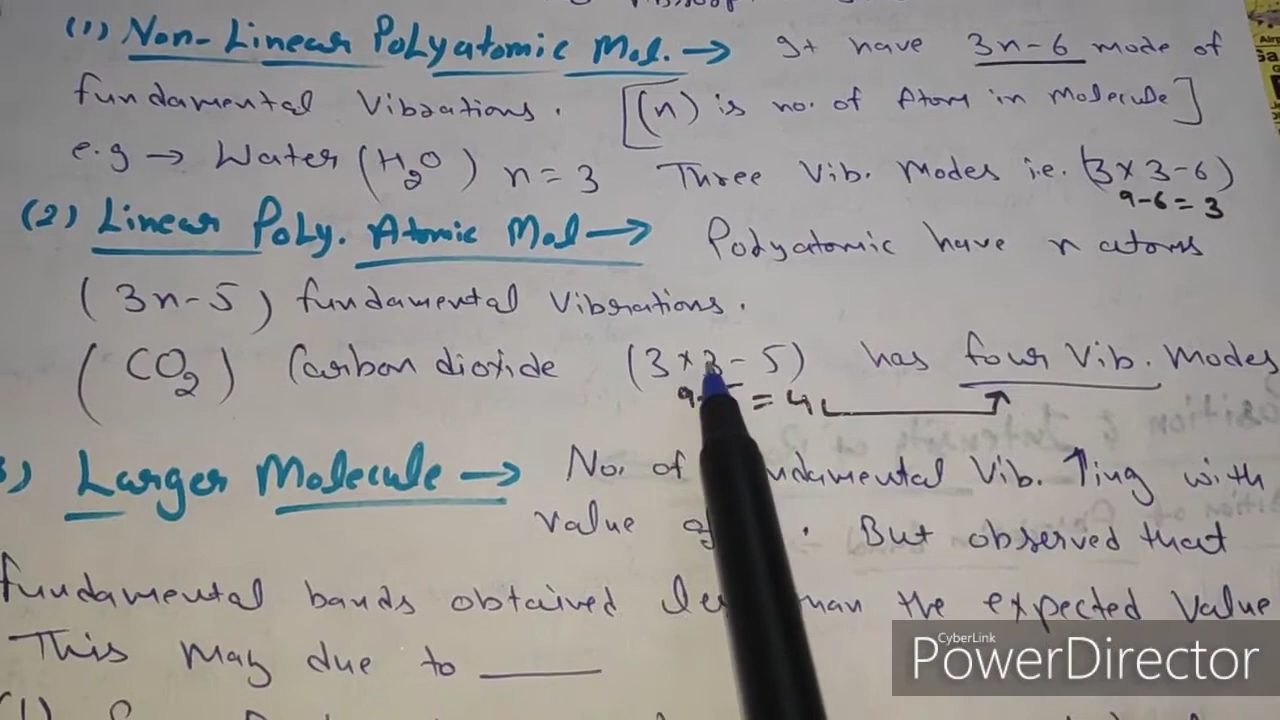 (1) Non-Linear Polyatomic Mol. → It have 3n-6 mode of
fundamental Vibrations. [(n) is no. of Atom in molecule]
e.g → Water (H₂O) n=3 Three Vib. Modes i.e. (3×3-6)
9-6=3
(2) Linear Poly. Atomic Mol → Polyatomic have n atoms
(3n-5) fundamental Vibrations.
(CO₂) Carbon dioxide (3×3-5) has four Vib. Modes
= 4
Larger Molecule → No. of Vib. ↑ing with
value But observed that
fundamental bands obtained the expected value
This may due to ____
(1)
CyberLink
PowerDirector